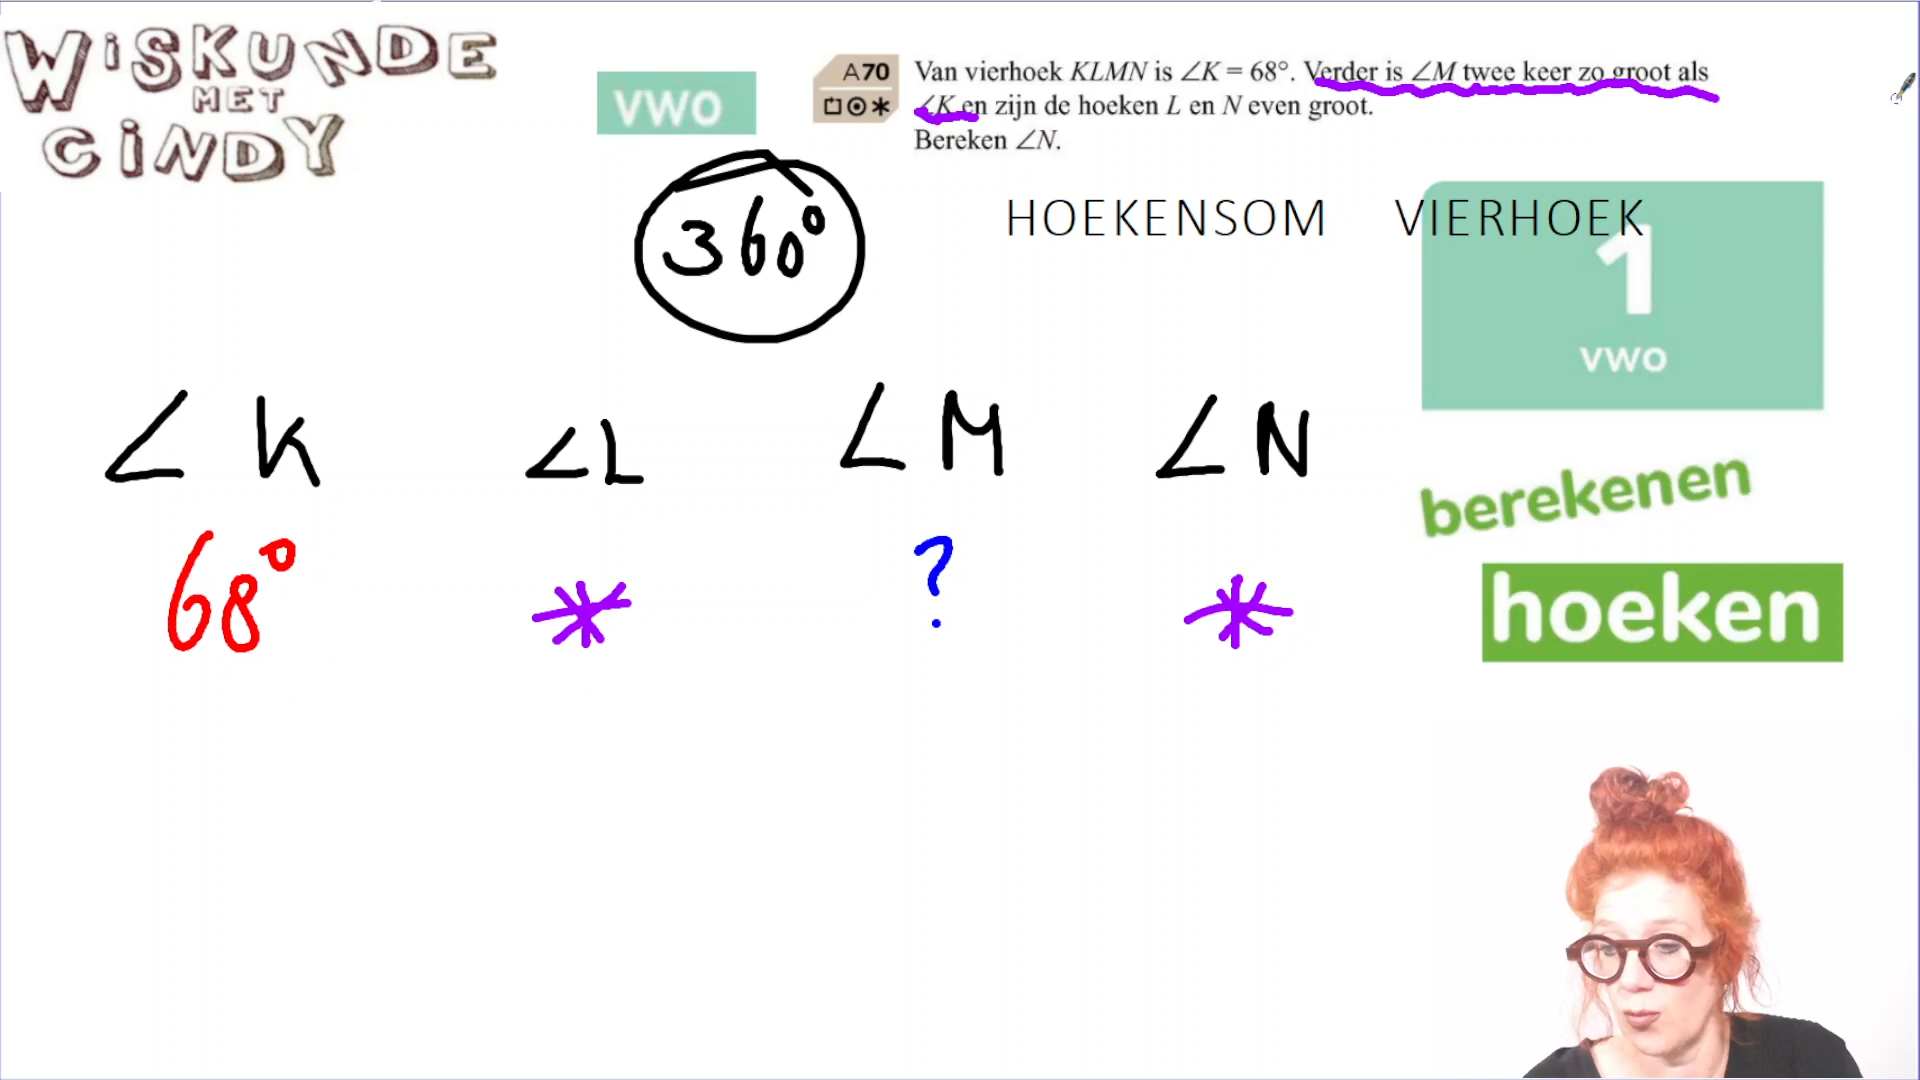 WiSKUNDE
MET
CiNDY
vwo
A70
Van vierhoek KLMN is ∠K = 68°. Verder is ∠M twee keer zo groot als
∠K en zijn de hoeken L en N even groot.
Bereken ∠N.
360°
HOEKENSOM VIERHOEK
1
vwo
∠K ∠L ∠M ∠N
68° * ? *
berekenen
hoeken